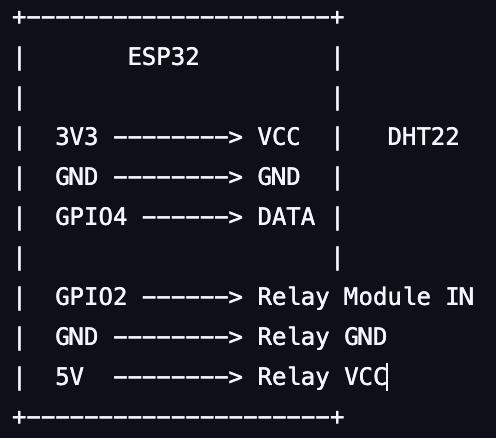 +---------------------+
|       ESP32         |
|                     |
|  3V3 --------> VCC  |   DHT22
|  GND --------> GND  |
|  GPIO4 ------> DATA |
|                     |
|  GPIO2 ------> Relay Module IN
|  GND --------> Relay GND
|  5V  --------> Relay VCC
+---------------------+